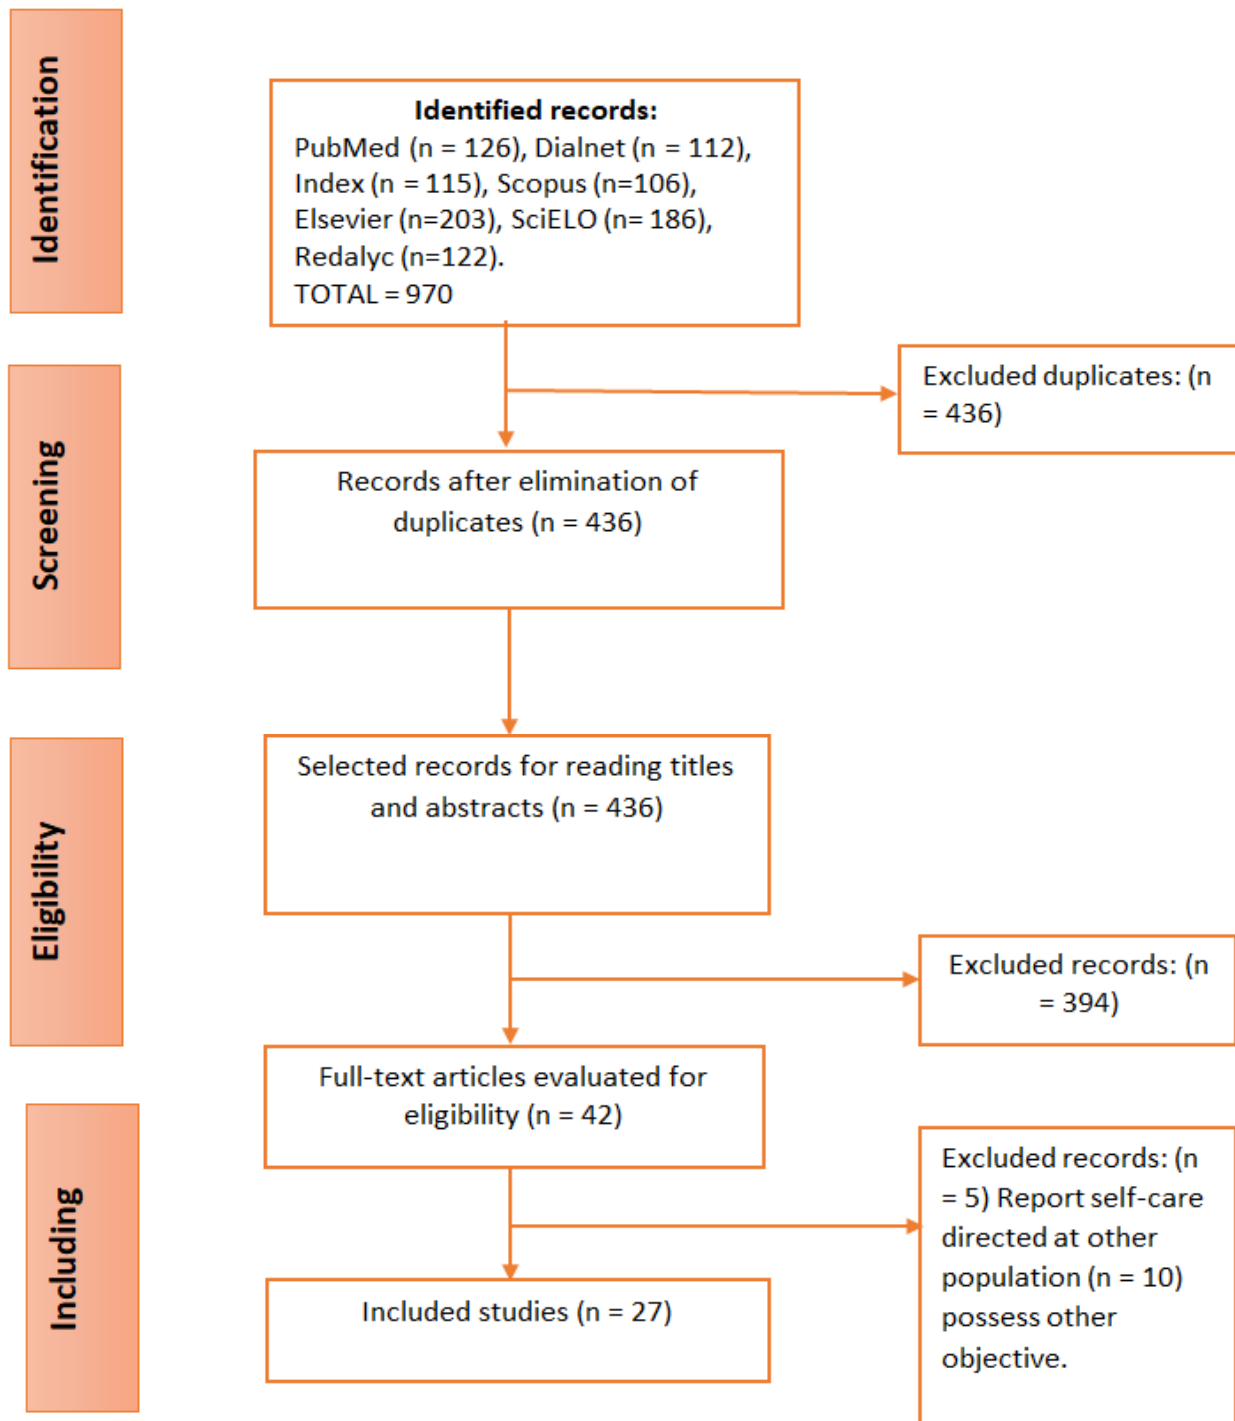 Identification
Identified records:
PubMed (n = 126), Dialnet (n = 112),
Index (n = 115), Scopus (n=106),
Elsevier (n=203), SciELO (n= 186),
Redalyc (n=122).
TOTAL = 970
Excluded duplicates: (n
= 436)
Screening
Records after elimination of
duplicates (n = 436)
Eligibility
Selected records for reading titles
and abstracts (n = 436)
Excluded records: (n
= 394)
Full-text articles evaluated for
eligibility (n = 42)
Including
Excluded records: (n
= 5) Report self-care
directed at other
population (n = 10)
possess other
objective.
Included studies (n = 27)